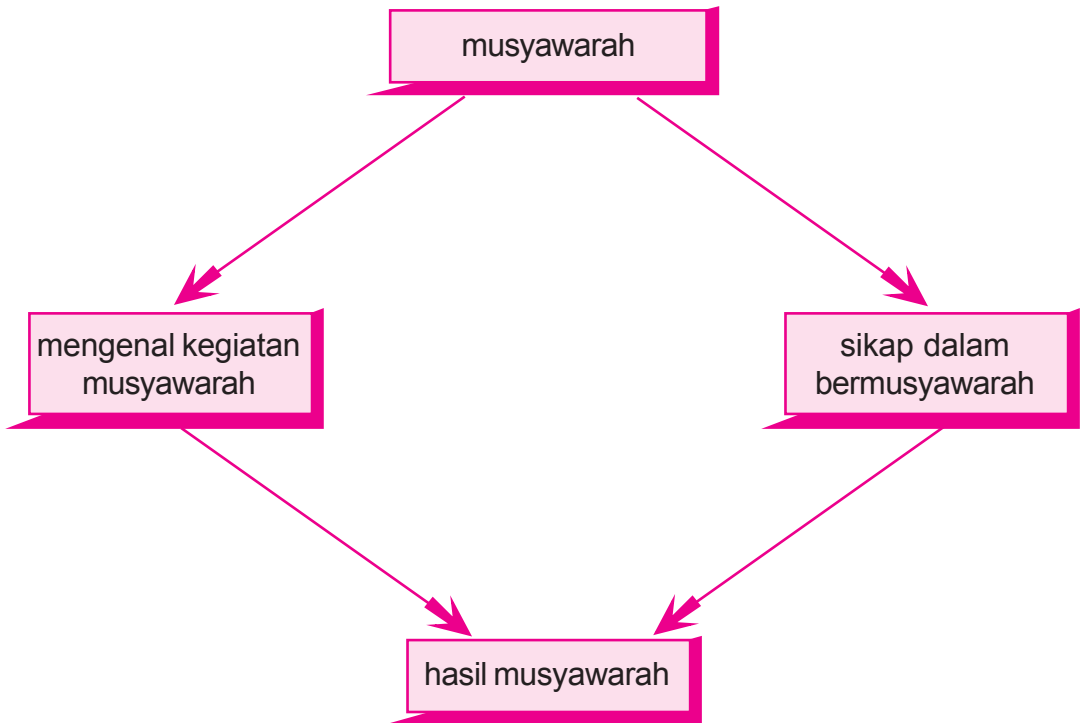 musyawarah
mengenal kegiatan
musyawarah
sikap dalam
bermusyawarah
hasil musyawarah